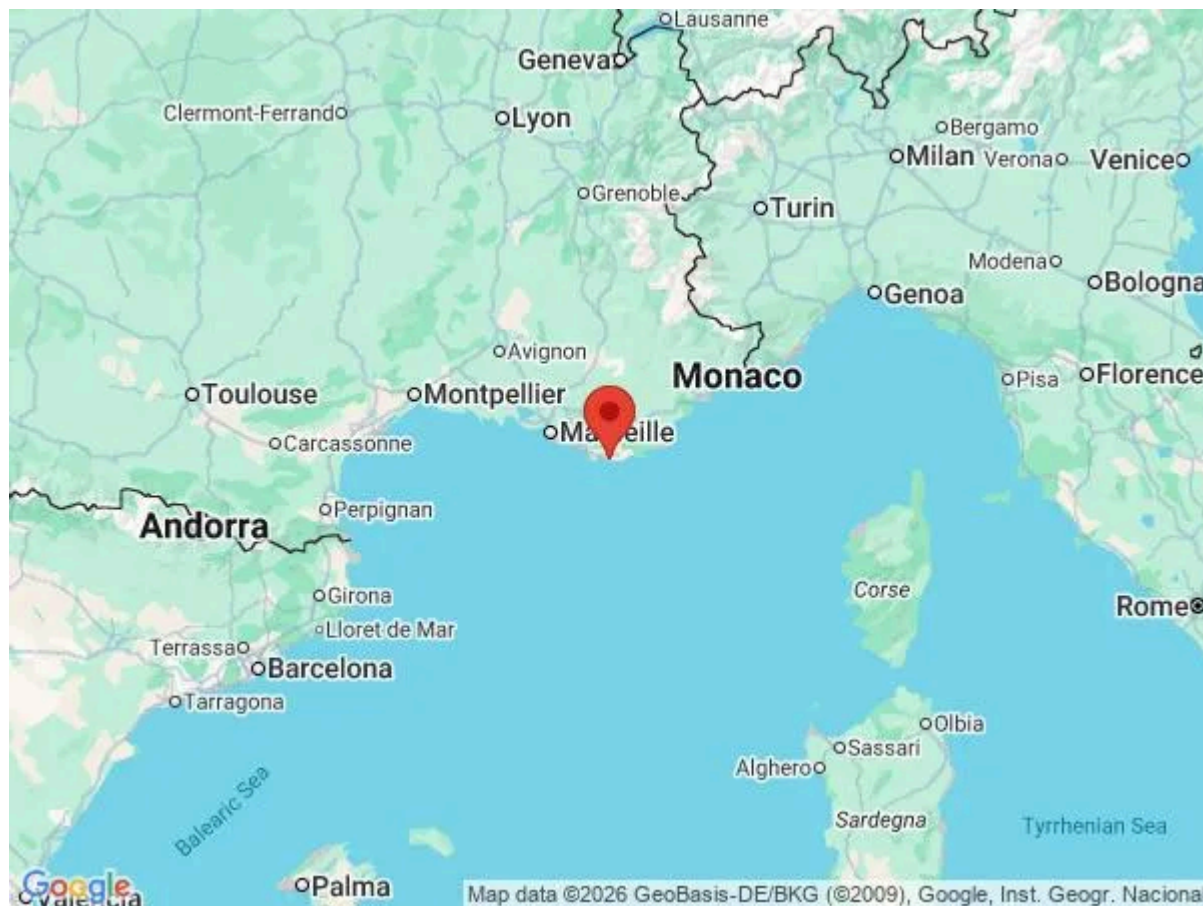 Lausanne
Geneva
Clermont-Ferrand
Lyon
Bergamo
Milan
Verona
Venice
Grenoble
Turin
Modena
Bologna
Genoa
Avignon
Monaco
Pisa
Florence
Toulouse
Montpellier
Carcassonne
Perpignan
Andorra
Corse
Girona
Rome
Lloret de Mar
Terrassa
Barcelona
Tarragona
Olbia
Sassari
Alghero
Balearic Sea
Sardegna
Tyrrhenian Sea
Palma
Google
Map data ©2026 GeoBasis-DE/BKG (©2009), Google, Inst. Geogr. Nacional